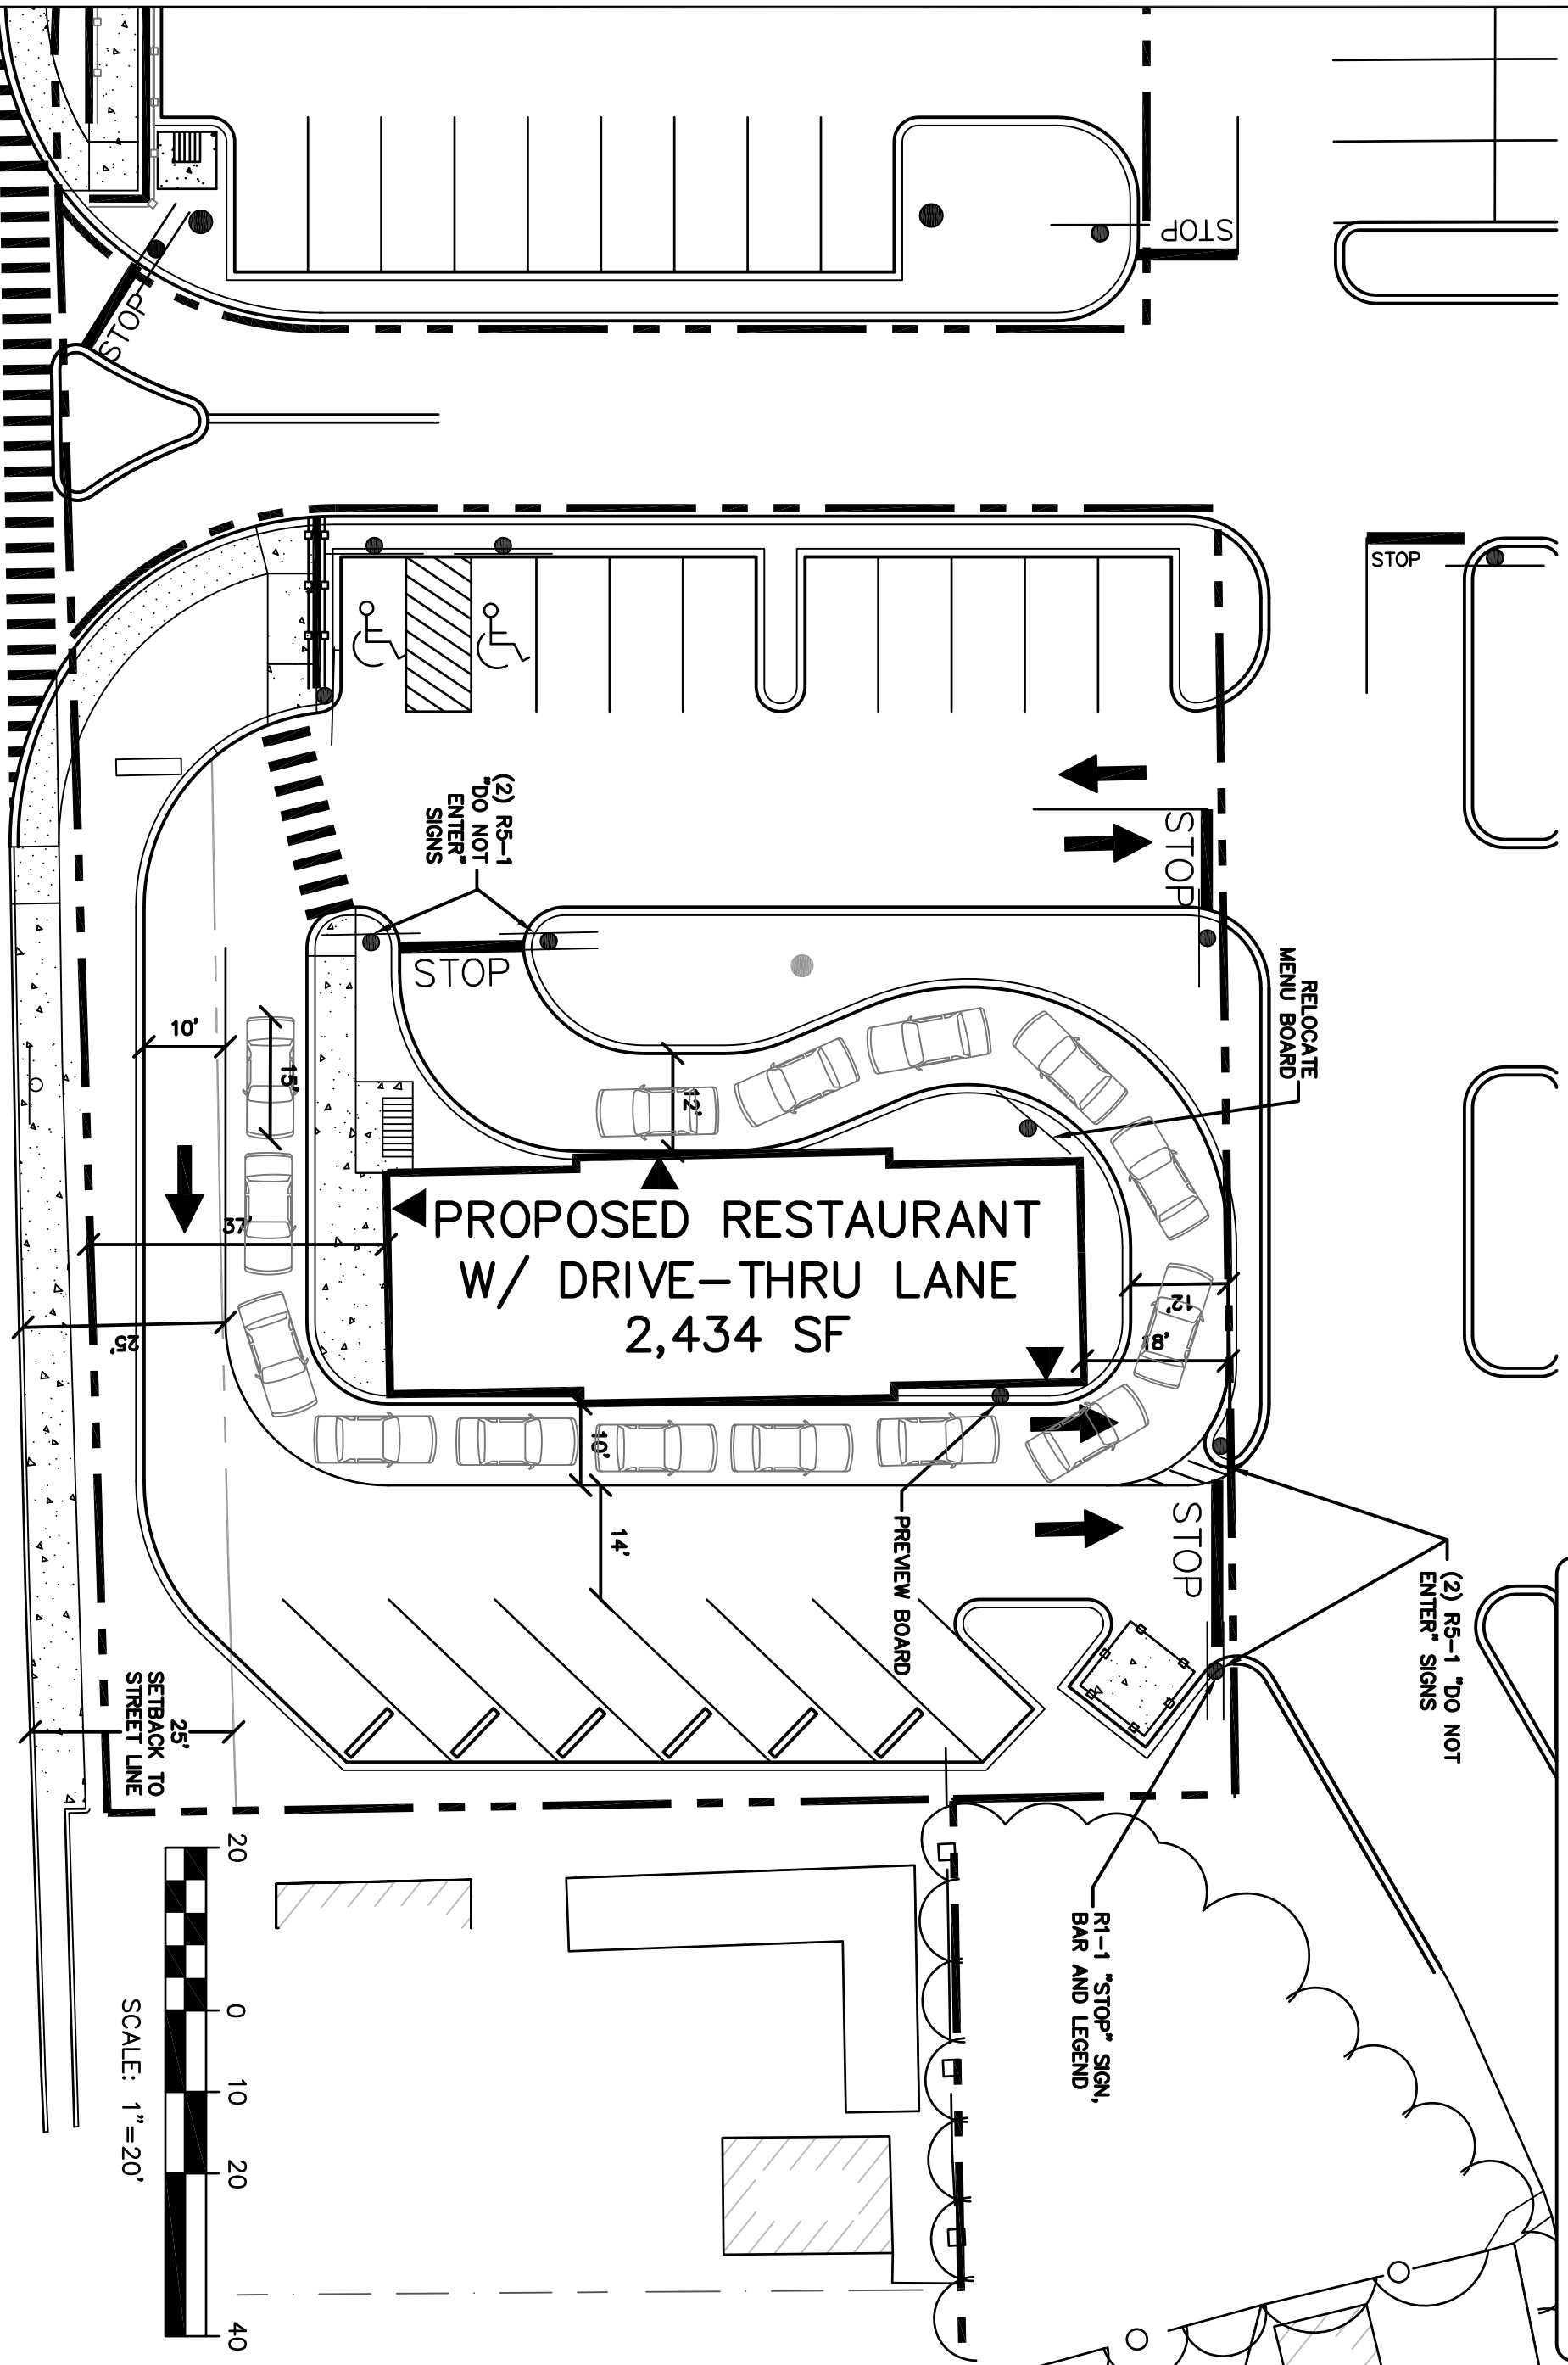 STOP
STOP
STOP
(2) R5-1
"DO NOT
ENTER"
SIGNS
STOP
STOP
RELOCATE
MENU BOARD
10'
15'
12'
37'
PROPOSED RESTAURANT
W/ DRIVE-THRU LANE
2,434 SF
12'
18'
25'
10'
14'
PREVIEW BOARD
STOP
(2) R5-1 "DO NOT
ENTER" SIGNS
25'
SETBACK TO
STREET LINE
R1-1 "STOP" SIGN,
BAR AND LEGEND
20
0
10
20
40
SCALE: 1"=20'